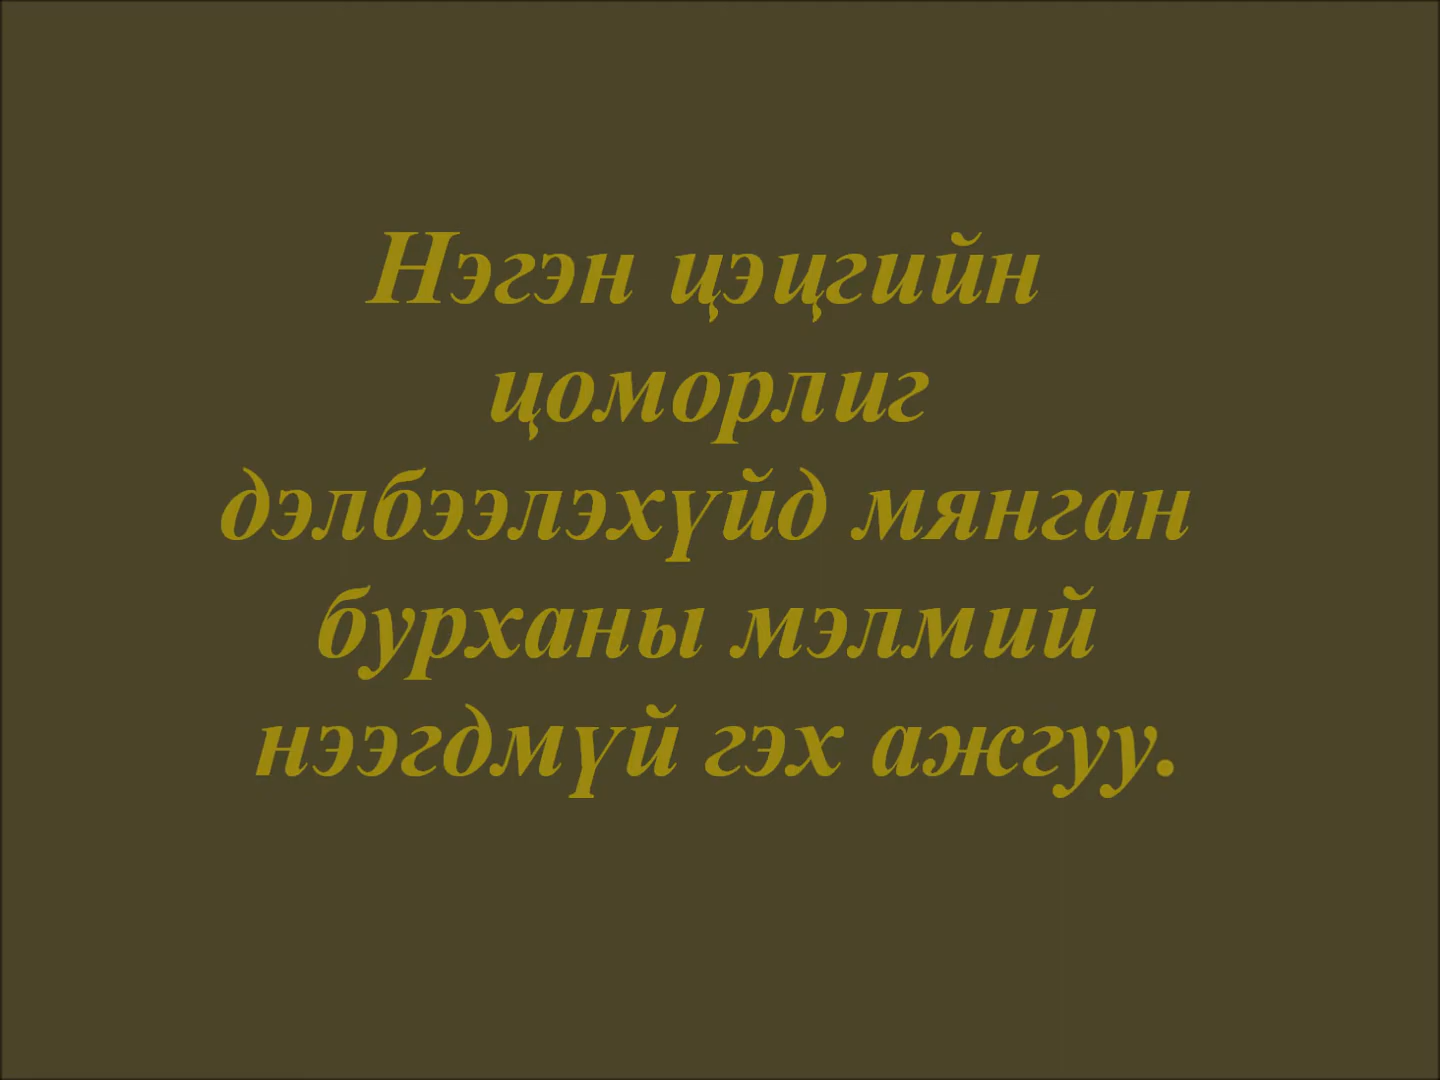 Нэгэн цэцгийн
цоморлиг
дэлбээлэхүйд мянган
бурханы мэлмий
нээгдмүй гэх ажгуу.